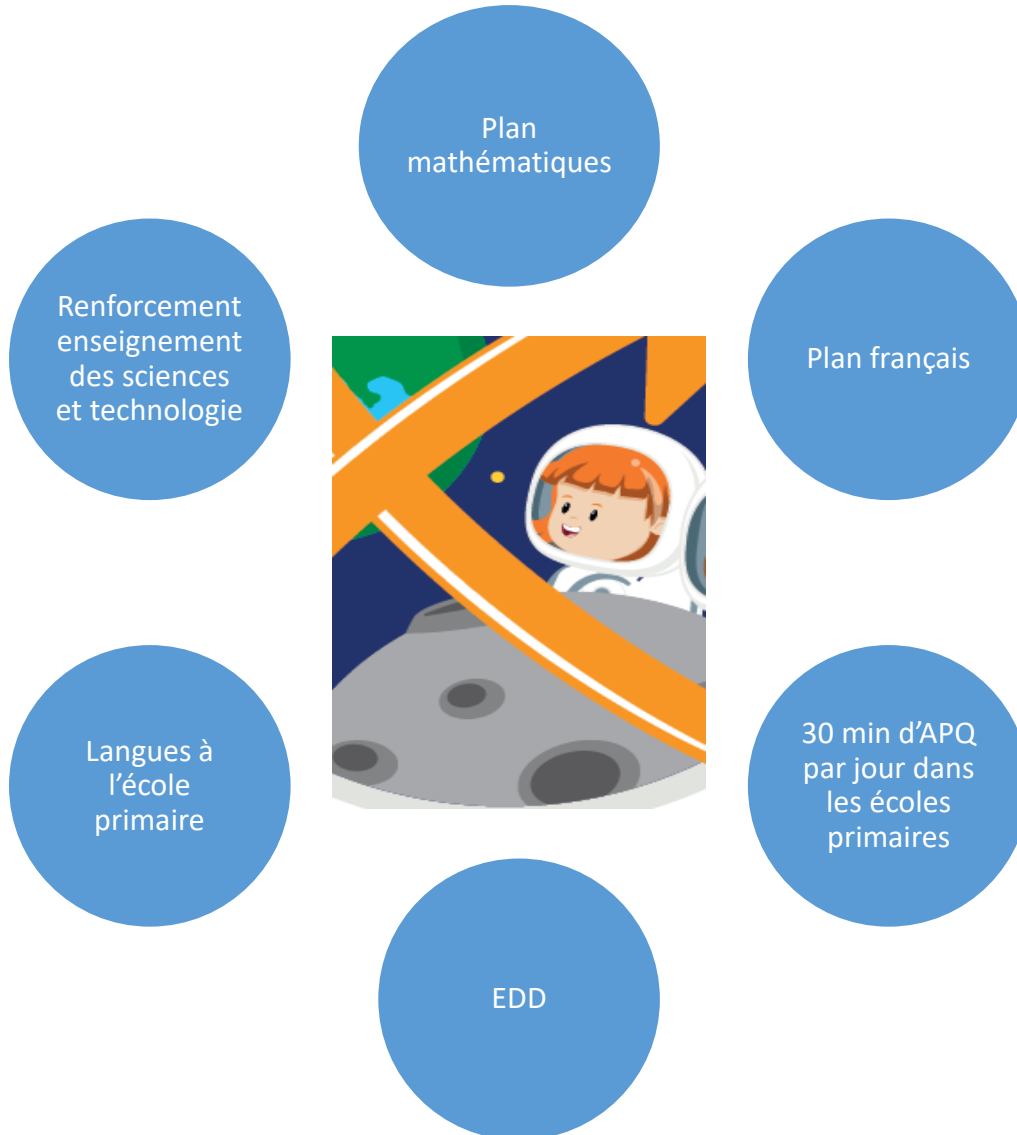 Plan
mathématiques
Renforcement
enseignement
des sciences
et technologie
Plan français
Langues à
l’école
primaire
30 min d’APQ
par jour dans
les écoles
primaires
EDD